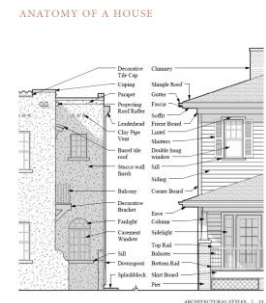 ANATOMY OF A HOUSE
Decorative
Tile Cap
Coping
Parapet
Projecting
Roof Rafter
Leaderhead
Clay Pipe
Vent
Barrel tile
roof
Stucco wall
finish
Balcony
Decorative
Bracket
Fanlight
Casement
Window
Sill
Downspout
Splashblock
Chimney
Shingle Roof
Gutter
Fascia
Soffit
Frieze Board
Lintel
Shutters
Double hung
window
Sill
Siding
Corner Board
Eave
Column
Sidelight
Top Rail
Baluster
Bottom Rail
Skirt Board
Pier
ARCHITECTURAL STYLES |